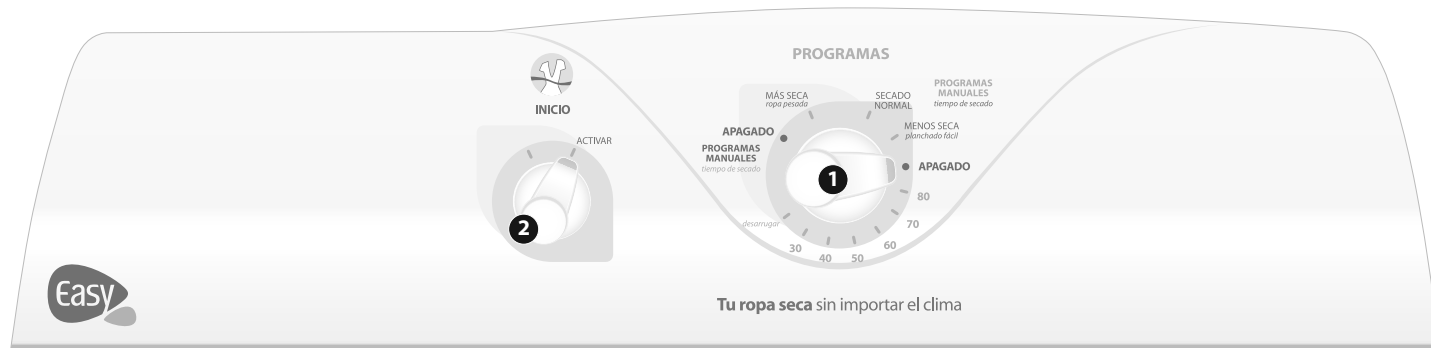 PROGRAMAS
INICIO
ACTIVAR
2
MÁS SECA
ropa pesada
SECADO
NORMAL
PROGRAMAS
MANUALES
tiempo de secado
MENOS SECA
planchado fácil
APAGADO
PROGRAMAS
MANUALES
tiempo de secado
1
APAGADO
80
70
60
50
40
30
desarrugar
Easy
Tu ropa seca sin importar el clima